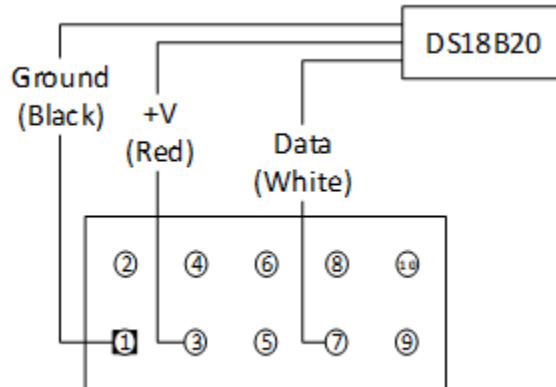 DS18B20
Ground
(Black)
+V
(Red)
Data
(White)
2 4 6 8 10
1 3 5 7 9